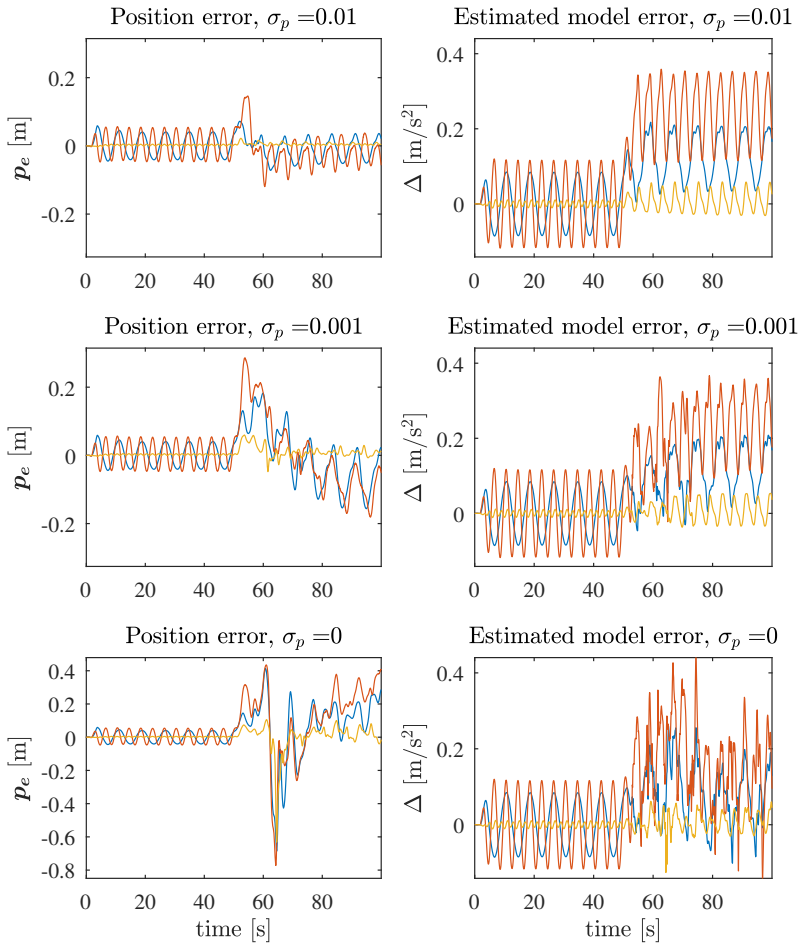 Position error, σₚ =0.01
Estimated model error, σₚ =0.01
0.2
0
-0.2
pₑ [m]
0 20 40 60 80
0.4
0.2
0
Δ [m/s²]
0 20 40 60 80
Position error, σₚ =0.001
Estimated model error, σₚ =0.001
0.2
0
-0.2
pₑ [m]
0 20 40 60 80
0.4
0.2
0
Δ [m/s²]
0 20 40 60 80
Position error, σₚ =0
Estimated model error, σₚ =0
0.4
0.2
0
-0.2
-0.4
-0.6
-0.8
pₑ [m]
0 20 40 60 80
time [s]
0.4
0.2
0
Δ [m/s²]
0 20 40 60 80
time [s]